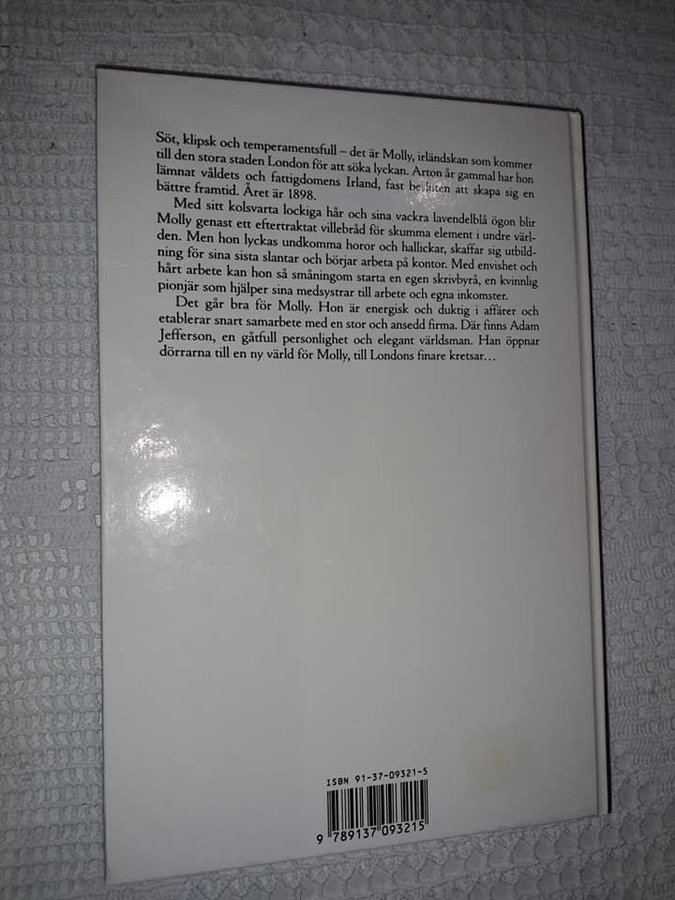 Söt, klipsk och temperamentsfull – det är Molly, irländskan som kommer
till den stora staden London för att söka lyckan. Arton år gammal har hon
lämnat våldets och fattigdomens Irland, fast besluten att skapa sig en
bättre framtid. Året är 1898.
Med sitt kolsvarta lockiga hår och sina vackra lavendelblå ögon blir
Molly genast ett eftertraktat villebråd för skumma element i undre värl-
den. Men hon lyckas undkomma horor och hallickar, skaffar sig utbild-
ning för sina sista slantar och börjar arbeta på kontor. Med envishet och
hårt arbete kan hon så småningom starta en egen skrivbyrå, en kvinnlig
pionjär som hjälper sina medsystrar till arbete och egna inkomster.
Det går bra för Molly. Hon är energisk och duktig i affärer och
etablerar snart samarbete med en stor och ansedd firma. Där finns Adam
Jefferson, en gåtfull personlighet och elegant världsman. Han öppnar
dörrarna till en ny värld för Molly, till Londons finare kretsar...
ISBN 91-37-09321-5
9 789137 093215